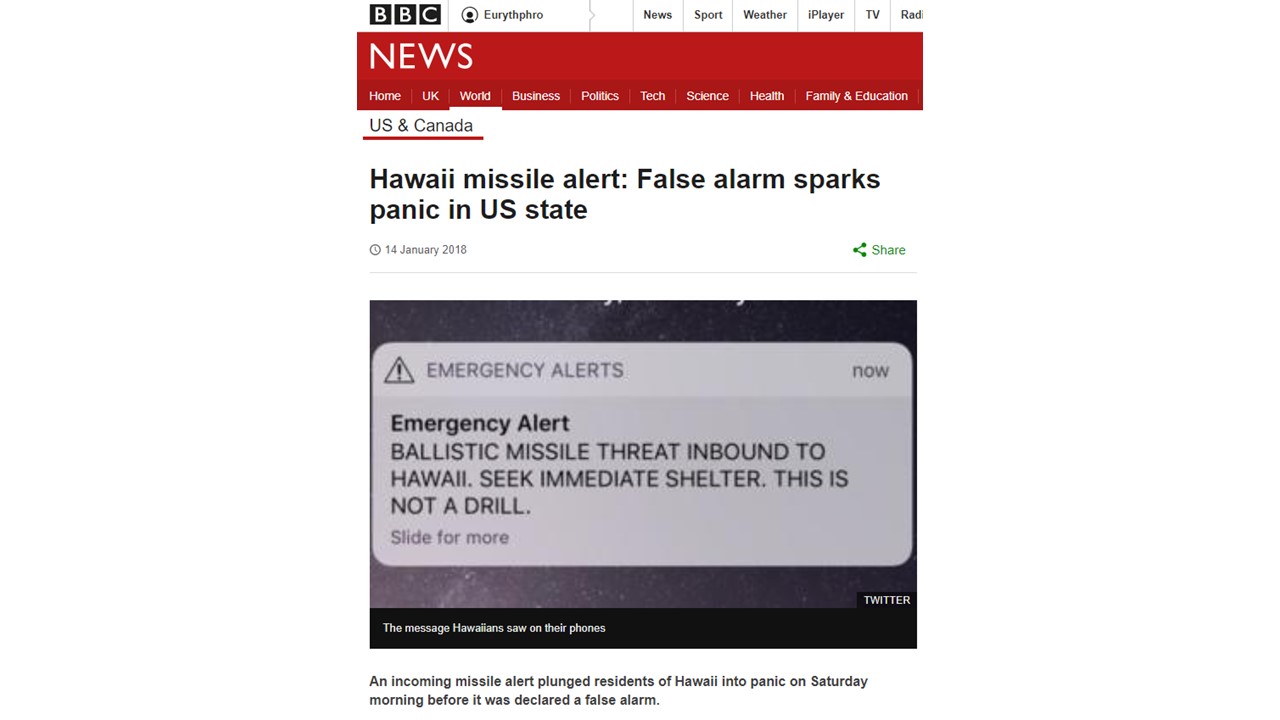 BBC
Eurythphro
News Sport Weather iPlayer TV
NEWS
Home UK World Business Politics Tech Science Health Family & Education
US & Canada
Hawaii missile alert: False alarm sparks
panic in US state
14 January 2018
Share
EMERGENCY ALERTS now
Emergency Alert
BALLISTIC MISSILE THREAT INBOUND TO
HAWAII. SEEK IMMEDIATE SHELTER. THIS IS
NOT A DRILL.
Slide for more
TWITTER
The message Hawaiians saw on their phones
An incoming missile alert plunged residents of Hawaii into panic on Saturday
morning before it was declared a false alarm.